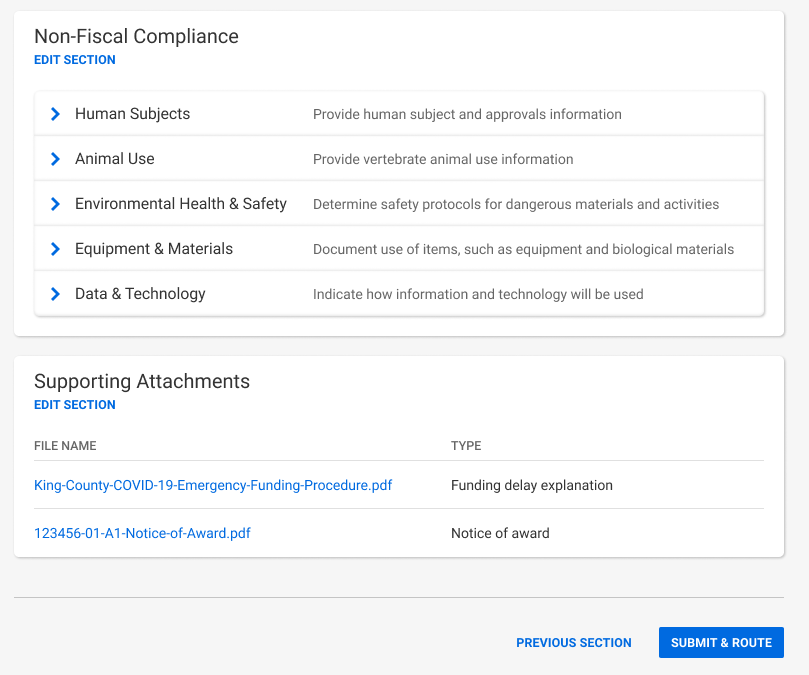 Non-Fiscal Compliance
EDIT SECTION
Human Subjects Provide human subject and approvals information
Animal Use Provide vertebrate animal use information
Environmental Health & Safety Determine safety protocols for dangerous materials and activities
Equipment & Materials Document use of items, such as equipment and biological materials
Data & Technology Indicate how information and technology will be used
Supporting Attachments
EDIT SECTION
FILE NAME TYPE
King-County-COVID-19-Emergency-Funding-Procedure.pdf Funding delay explanation
123456-01-A1-Notice-of-Award.pdf Notice of award
PREVIOUS SECTION SUBMIT & ROUTE